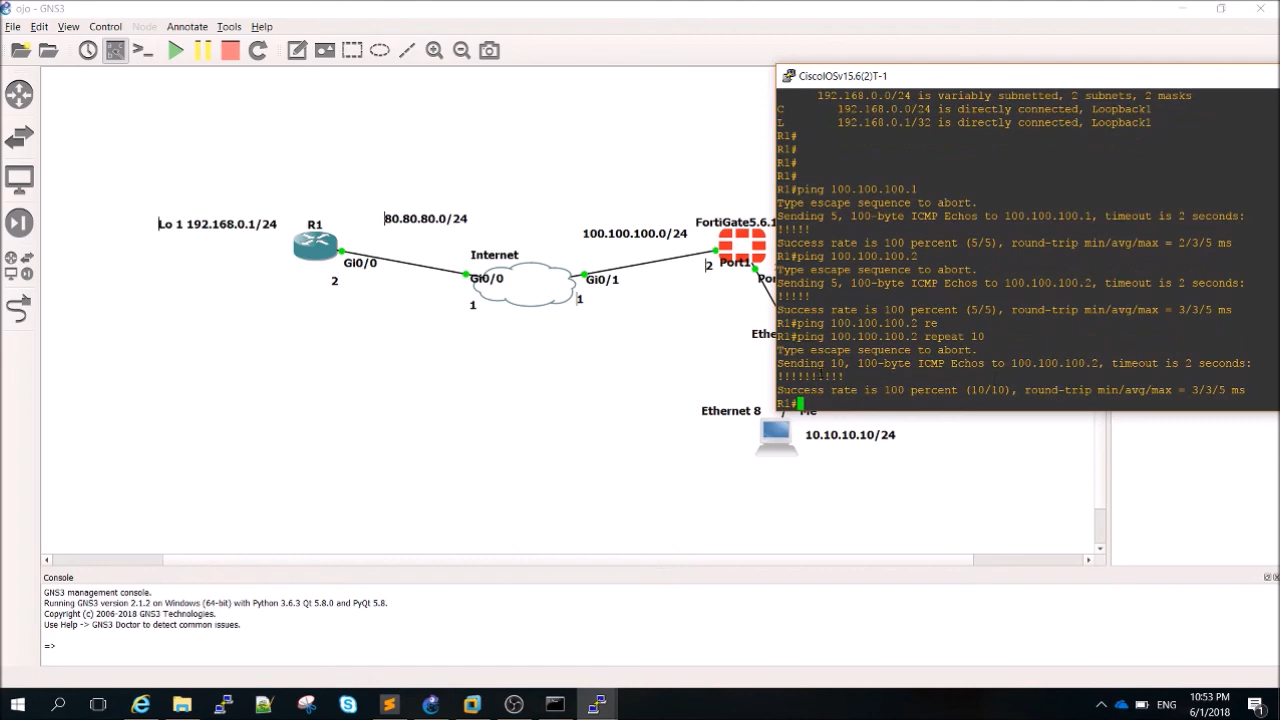 ojo - GNS3
File Edit View Control Node Annotate Tools Help
CiscoIOSv15.6(2)T-1
192.168.0.0/24 is variably subnetted, 2 subnets, 2 masks
C 192.168.0.0/24 is directly connected, Loopback1
L 192.168.0.1/32 is directly connected, Loopback1
R1#
R1#
R1#
R1#
R1#ping 100.100.100.1
Type escape sequence to abort.
Sending 5, 100-byte ICMP Echos to 100.100.100.1, timeout is 2 seconds:
!!!!!
Success rate is 100 percent (5/5), round-trip min/avg/max = 2/3/5 ms
R1#ping 100.100.100.2
Type escape sequence to abort.
Sending 5, 100-byte ICMP Echos to 100.100.100.2, timeout is 2 seconds:
!!!!!
Success rate is 100 percent (5/5), round-trip min/avg/max = 3/3/5 ms
R1#ping 100.100.100.2 re
R1#ping 100.100.100.2 repeat 10
Type escape sequence to abort.
Sending 10, 100-byte ICMP Echos to 100.100.100.2, timeout is 2 seconds:
!!!!!!!!!!
Success rate is 100 percent (10/10), round-trip min/avg/max = 3/3/5 ms
R1#
Lo 1 192.168.0.1/24
R1
80.80.80.0/24
Gi0/0
2
Internet
Gi0/0
1
Gi0/1
1
100.100.100.0/24
FortiGate5.6.1
2
Port1
Po
Ethe
Ethernet 8
Me
10.10.10.10/24
Console
GNS3 management console.
Running GNS3 version 2.1.2 on Windows (64-bit) with Python 3.6.3 Qt 5.8.0 and PyQt 5.8.
Copyright (c) 2006-2018 GNS3 Technologies.
Use Help -> GNS3 Doctor to detect common issues.
=>
ENG
10:53 PM
6/1/2018